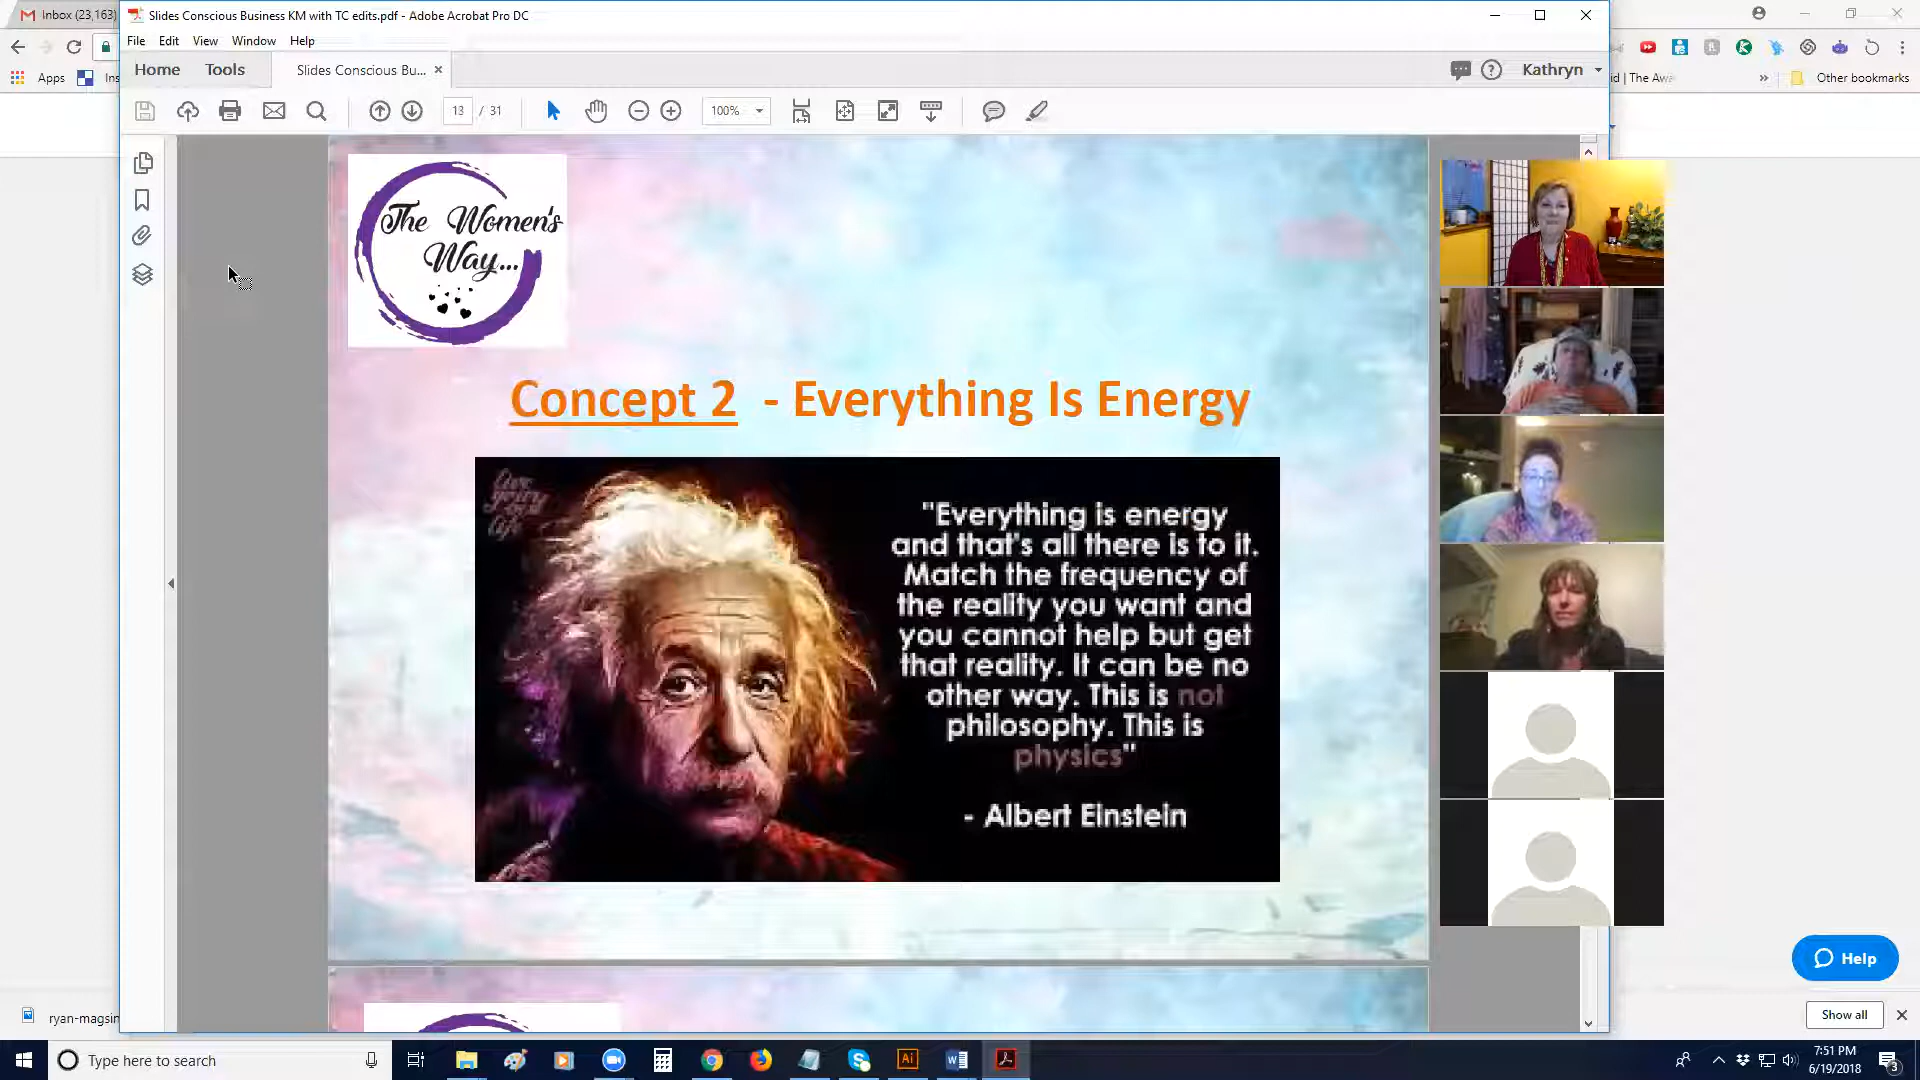 Inbox (23,163)
Slides Conscious Business KM with TC edits.pdf - Adobe Acrobat Pro DC
File Edit View Window Help
Home Tools Slides Conscious Bu... Kathryn
Apps
Other bookmarks
13 / 31 100%
The Women's
Way...
Concept 2 - Everything Is Energy
Live
going
life
"Everything is energy
and that's all there is to it.
Match the frequency of
the reality you want and
you cannot help but get
that reality. It can be no
other way. This is not
philosophy. This is
physics"
- Albert Einstein
Help
ryan-magsin
Show all
Type here to search
7:51 PM
6/19/2018
3